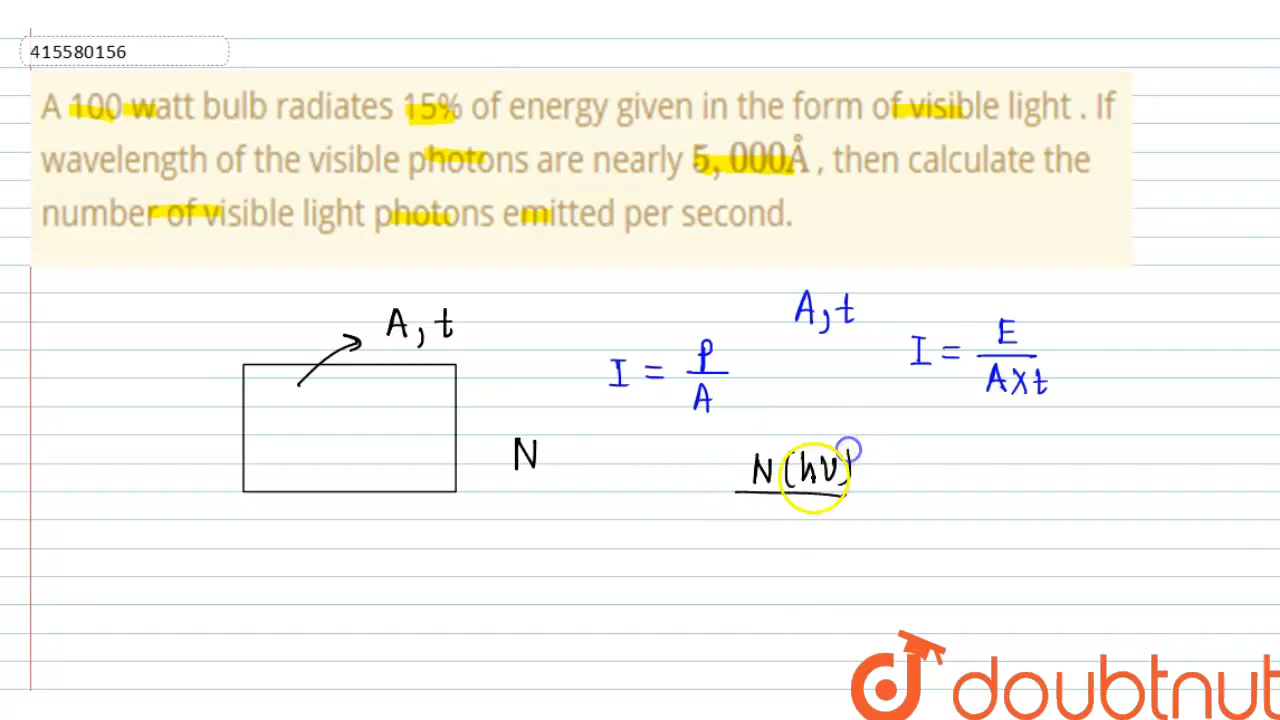 415580156
A 100 watt bulb radiates 15% of energy given in the form of visible light . If
wavelength of the visible photons are nearly 5, 000Å , then calculate the
number of visible light photons emitted per second.
A, t
A, t
I = P/A
I = E/A×t
N
N(hν)
doubtnut